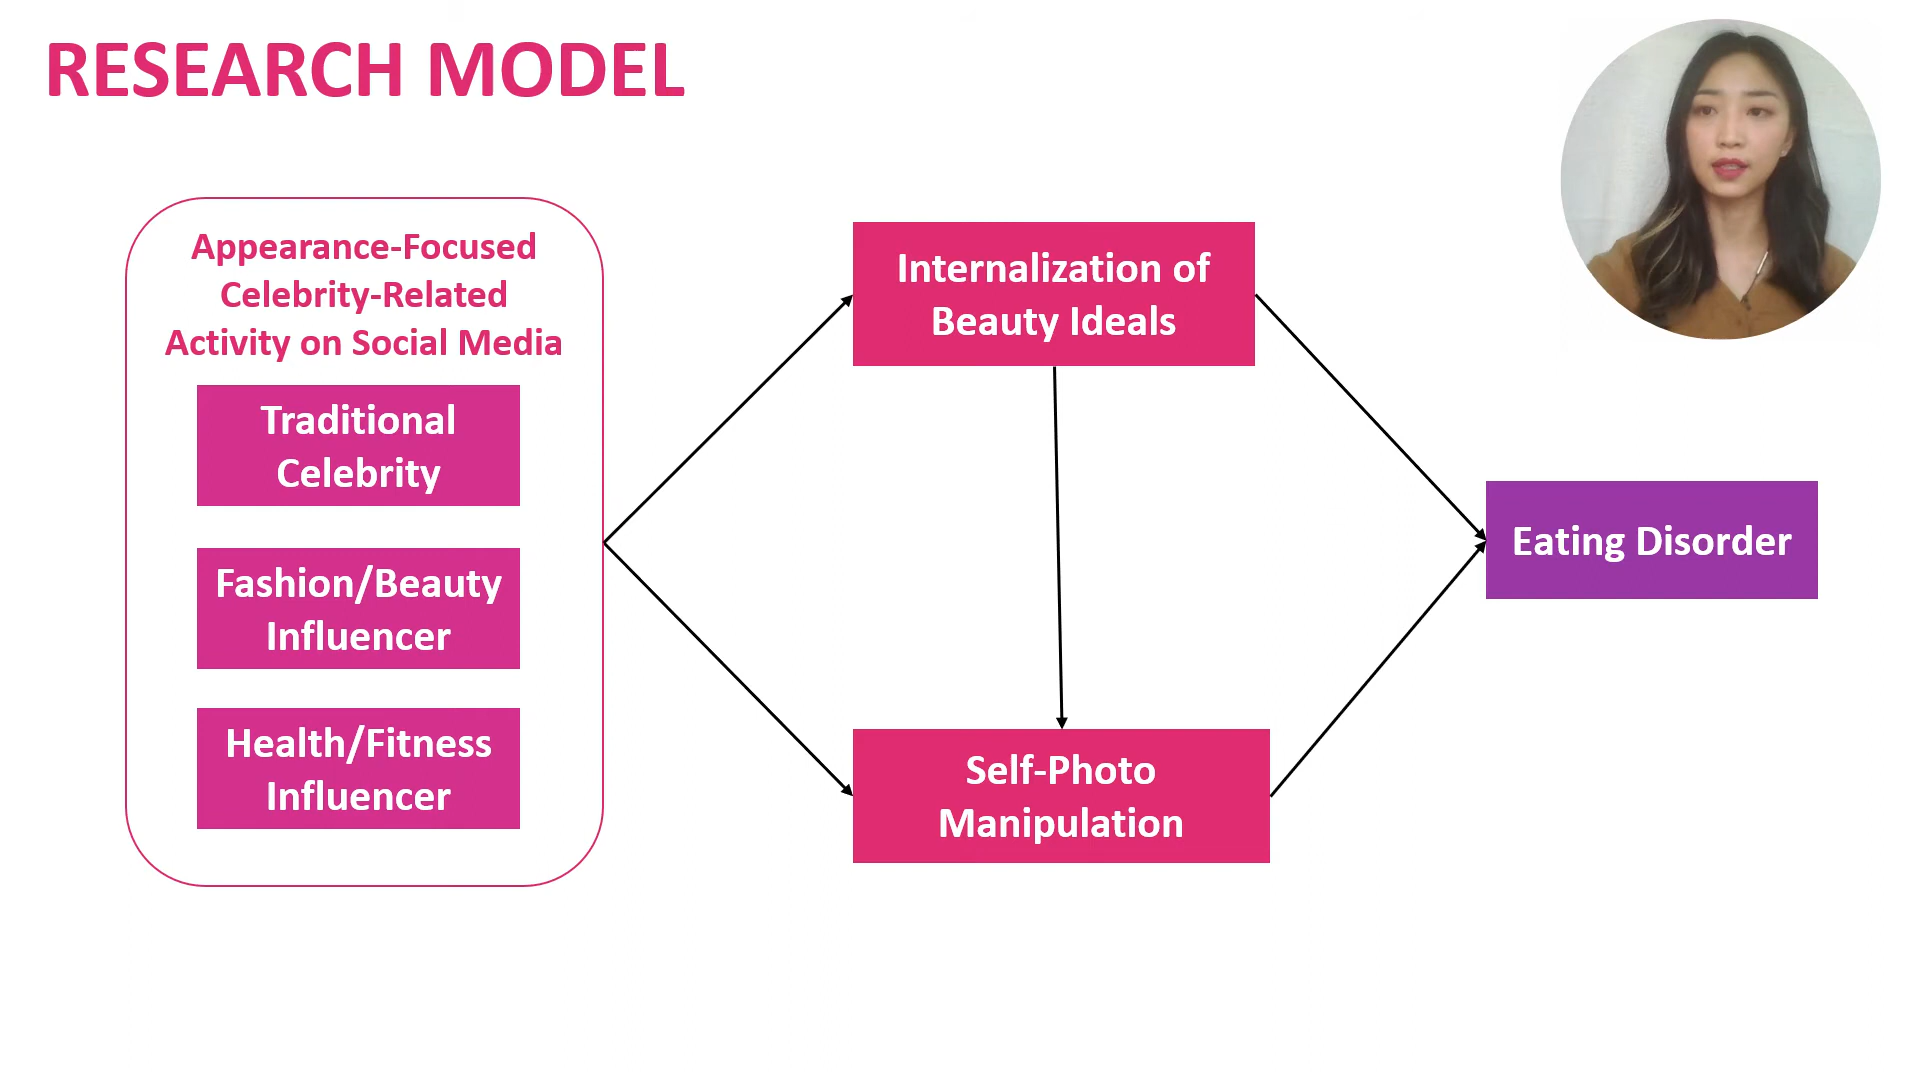 RESEARCH MODEL
Appearance-Focused
Celebrity-Related
Activity on Social Media
Traditional
Celebrity
Fashion/Beauty
Influencer
Health/Fitness
Influencer
Internalization of
Beauty Ideals
Self-Photo
Manipulation
Eating Disorder